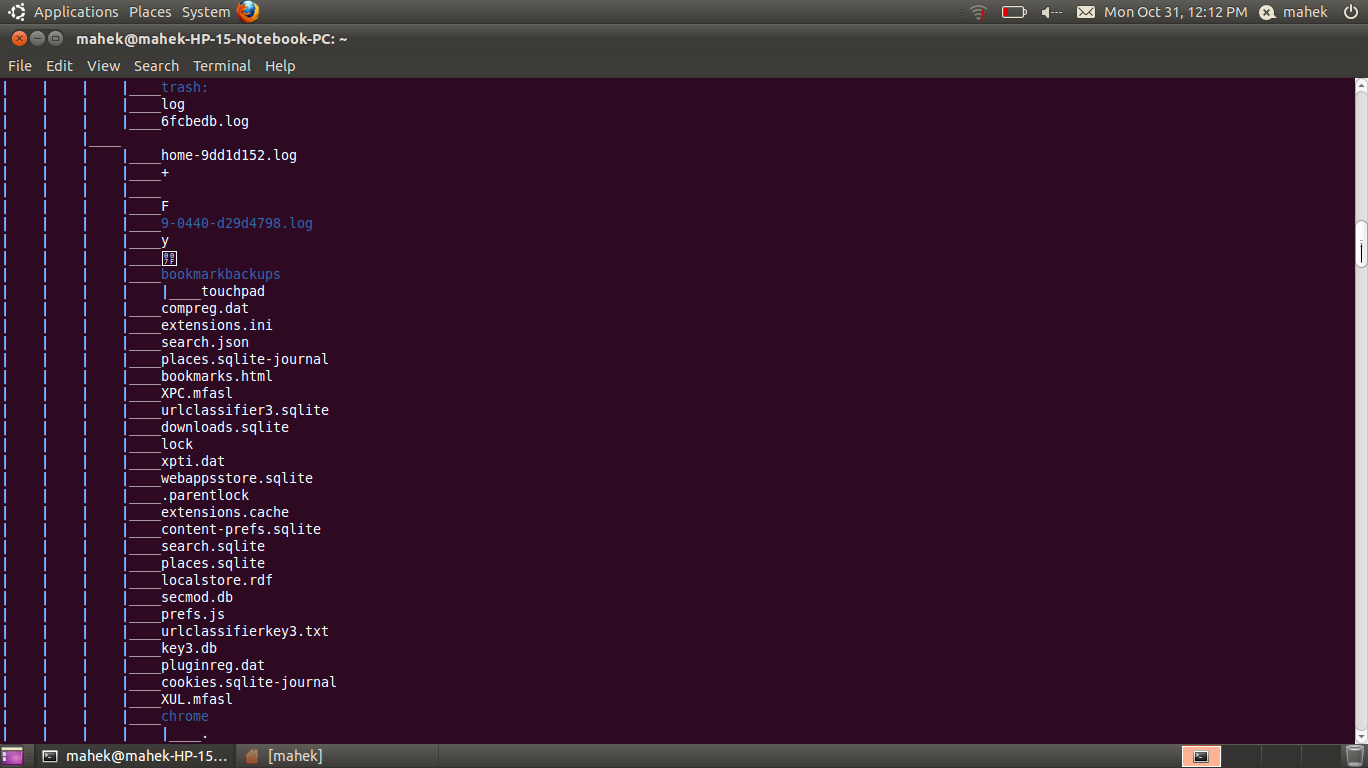 Applications Places System Mon Oct 31, 12:12 PM mahek
mahek@mahek-HP-15-Notebook-PC: ~
File Edit View Search Terminal Help
| | | |____trash:
| | | |____log
| | | |____6fcbedb.log
| | |____
| | | |____home-9dd1d152.log
| | | |____+
| | | |____
| | | |____F
| | | |____9-0440-d29d4798.log
| | | |____y
| | | |____
| | | |____bookmarkbackups
| | | | |____touchpad
| | | |____compreg.dat
| | | |____extensions.ini
| | | |____search.json
| | | |____places.sqlite-journal
| | | |____bookmarks.html
| | | |____XPC.mfasl
| | | |____urlclassifier3.sqlite
| | | |____downloads.sqlite
| | | |____lock
| | | |____xpti.dat
| | | |____webappsstore.sqlite
| | | |____.parentlock
| | | |____extensions.cache
| | | |____content-prefs.sqlite
| | | |____search.sqlite
| | | |____places.sqlite
| | | |____localstore.rdf
| | | |____secmod.db
| | | |____prefs.js
| | | |____urlclassifierkey3.txt
| | | |____key3.db
| | | |____pluginreg.dat
| | | |____cookies.sqlite-journal
| | | |____XUL.mfasl
| | | |____chrome
| | | | |____.
mahek@mahek-HP-15... [mahek]